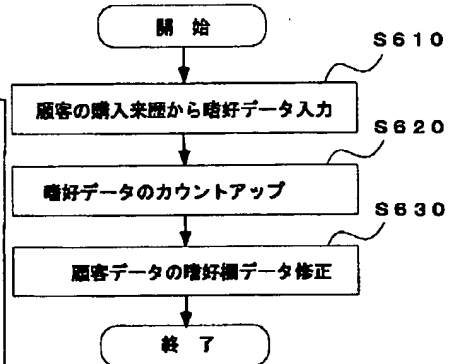 開 始
S610
顧客の購入来歴から嗜好データ入力
S620
嗜好データのカウントアップ
S630
顧客データの嗜好欄データ修正
終 了